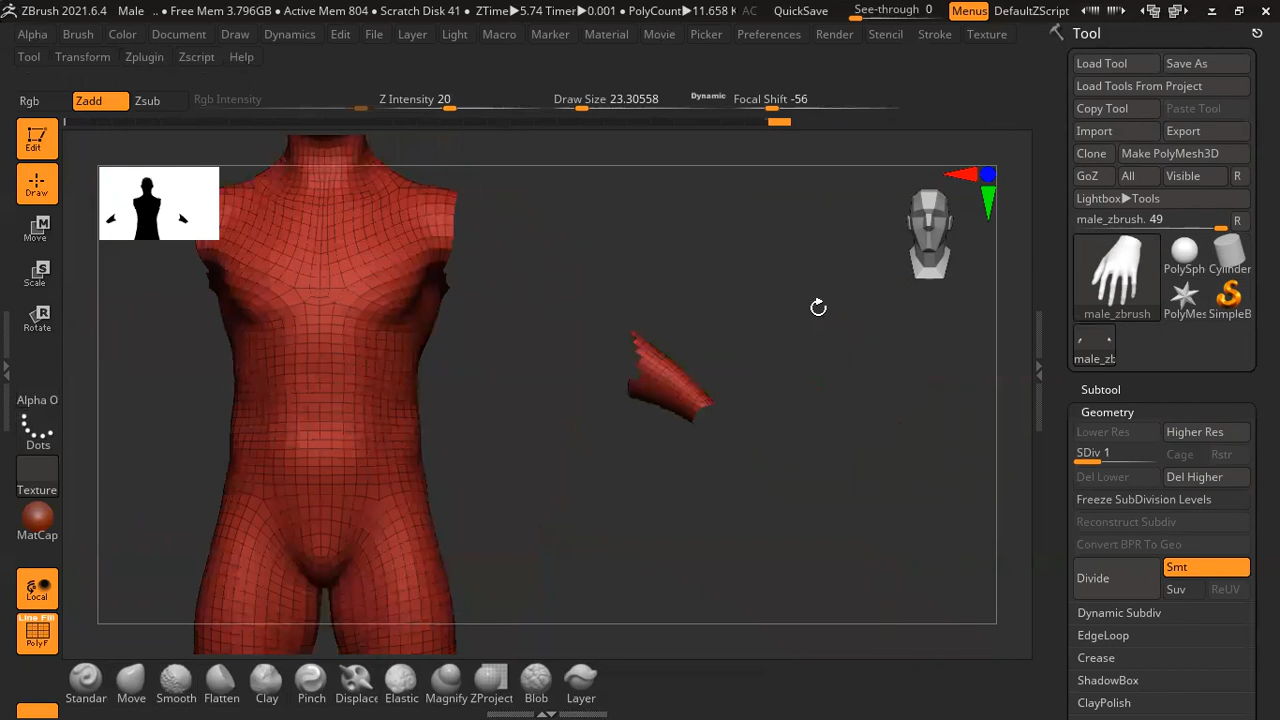 ZBrush 2021.6.4 Male . • Free Mem 3.796GB • Active Mem 804 • Scratch Disk 41 • ZTime▶5.74 Timer▶0.001 • PolyCount▶11.658 K AC QuickSave See-through 0 Menus DefaultZScript
Alpha Brush Color Document Draw Dynamics Edit File Layer Light Macro Marker Material Movie Picker Preferences Render Stencil Stroke Texture
Tool Transform Zplugin Zscript Help
Rgb Zadd Zsub Rgb Intensity Z Intensity 20 Draw Size 23.30558 Dynamic Focal Shift -56
Edit
Draw
Move
Scale
Rotate
Alpha O
Dots
Texture
MatCap
Local
Line Fill
PolyF
Standar Move Smooth Flatten Clay Pinch Displac Elastic Magnify ZProject Blob Layer
Tool
Load Tool Save As
Load Tools From Project
Copy Tool Paste Tool
Import Export
Clone Make PolyMesh3D
GoZ All Visible R
Lightbox▶Tools
male_zbrush. 49 R
PolySph Cylinder
male_zbrush PolyMes SimpleB
male_zb
Subtool
Geometry
Lower Res Higher Res
SDiv 1 Cage Rstr
Del Lower Del Higher
Freeze SubDivision Levels
Reconstruct Subdiv
Convert BPR To Geo
Divide Smt
Suv ReUV
Dynamic Subdiv
EdgeLoop
Crease
ShadowBox
ClayPolish